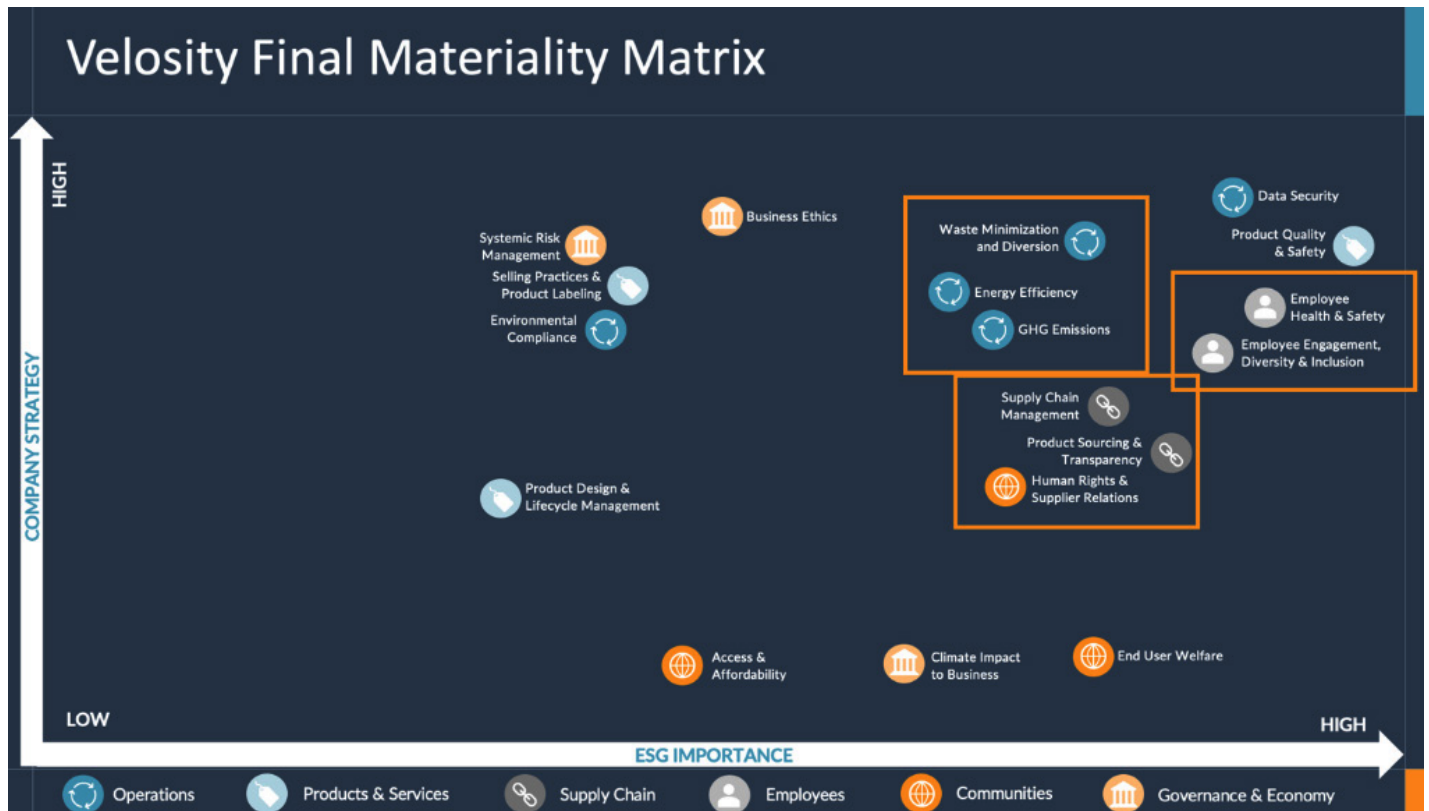 Velosity Final Materiality Matrix
HIGH
COMPANY STRATEGY
Data Security
Business Ethics
Waste Minimization
and Diversion
Product Quality
& Safety
Systemic Risk
Management
Selling Practices &
Product Labeling
Energy Efficiency
Employee
Health & Safety
Environmental
Compliance
GHG Emissions
Employee Engagement,
Diversity & Inclusion
Supply Chain
Management
Product Sourcing &
Transparency
Human Rights &
Supplier Relations
Product Design &
Lifecycle Management
Access &
Affordability
Climate Impact
to Business
End User Welfare
LOW
HIGH
ESG IMPORTANCE
Operations
Products & Services
Supply Chain
Employees
Communities
Governance & Economy